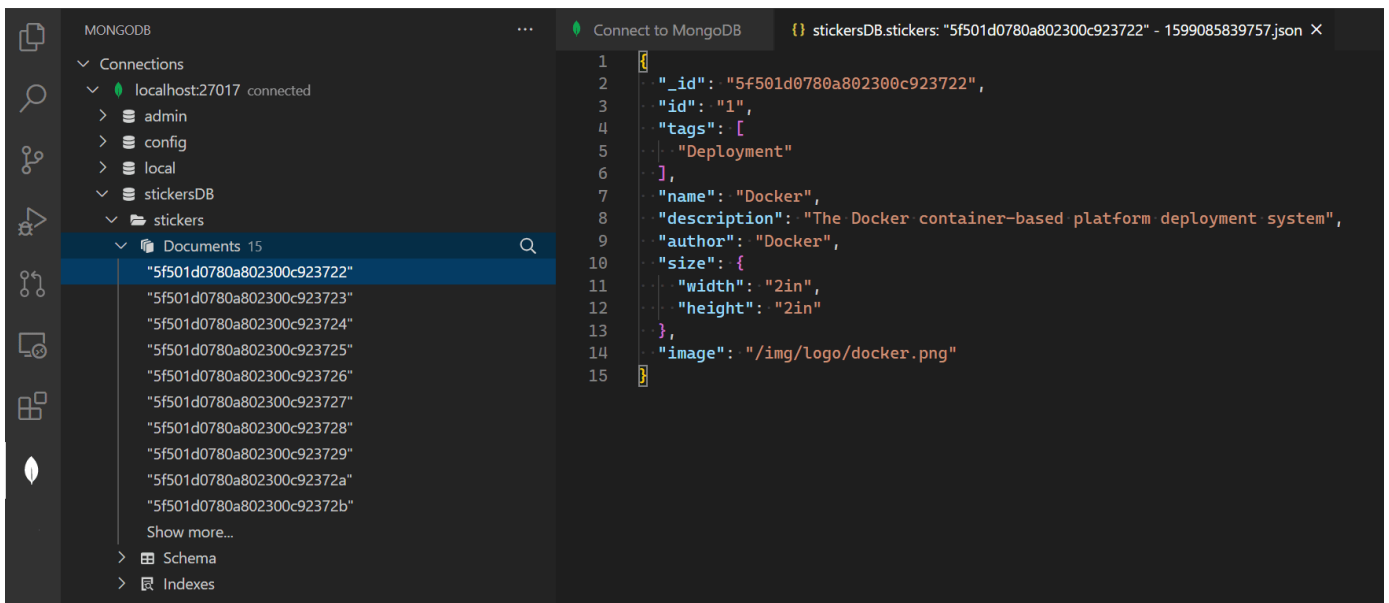 MONGODB
Connections
localhost:27017 connected
admin
config
local
stickersDB
stickers
Documents 15
"5f501d0780a802300c923722"
"5f501d0780a802300c923723"
"5f501d0780a802300c923724"
"5f501d0780a802300c923725"
"5f501d0780a802300c923726"
"5f501d0780a802300c923727"
"5f501d0780a802300c923728"
"5f501d0780a802300c923729"
"5f501d0780a802300c92372a"
"5f501d0780a802300c92372b"
Show more...
Schema
Indexes
Connect to MongoDB
{} stickersDB.stickers: "5f501d0780a802300c923722" - 1599085839757.json
1 {
2 "_id": "5f501d0780a802300c923722",
3 "id": "1",
4 "tags": [
5 "Deployment"
6 ],
7 "name": "Docker",
8 "description": "The Docker container-based platform deployment system",
9 "author": "Docker",
10 "size": {
11 "width": "2in",
12 "height": "2in"
13 },
14 "image": "/img/logo/docker.png"
15 }